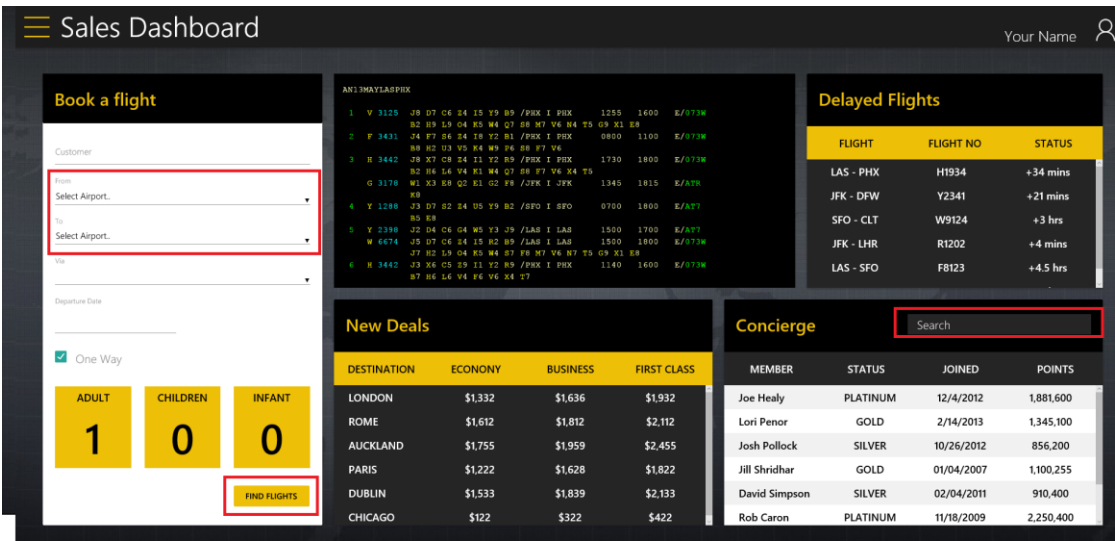 Sales Dashboard
Your Name
Book a flight
Customer
From
Select Airport..
To
Select Airport..
Via
Departure Date
One Way
ADULT CHILDREN INFANT
1 0 0
FIND FLIGHTS
AN13MAYLASPHX
1 V 3125 J8 D7 C6 Z4 I5 Y9 B9 /PHX I PHX 1255 1600 E/073W
B2 H9 L9 O4 K5 W4 Q7 S8 M7 V6 N4 T5 G9 X1 E8
2 F 3431 J4 F7 S6 Z4 I8 Y2 B1 /PHX I PHX 0800 1100 E/073W
B8 H2 U3 V5 K4 W9 P6 S8 F7 V6
3 H 3442 J8 X7 C8 Z4 I1 Y2 R9 /PHX I PHX 1730 1800 E/073W
B2 H6 L6 V4 K1 W4 Q7 S8 F7 V6 X4 T5
G 3178 W1 X3 E8 Q2 E1 G2 F8 /JFK I JFK 1345 1815 E/ATR
K0
4 Y 1288 J3 D7 S2 Z4 U5 Y9 B2 /SFO I SFO 0700 1800 E/AT7
B5 E8
5 Y 2398 J2 D4 C6 G4 W5 Y3 J9 /LAS I LAS 1500 1700 E/AT7
W 6674 J5 D7 C6 Z4 I5 R2 B9 /LAS I LAS 1500 1800 E/073W
J7 H2 L9 O4 K5 W4 S7 F8 M7 V6 N7 T5 G9 X1 E8
6 H 3442 J3 X6 C5 Z9 I1 Y2 R9 /PHX I PHX 1140 1600 E/073W
B7 H6 L6 V4 F6 V6 X4 T7
Delayed Flights
FLIGHT FLIGHT NO STATUS
LAS - PHX H1934 +34 mins
JFK - DFW Y2341 +21 mins
SFO - CLT W9124 +3 hrs
JFK - LHR R1202 +4 mins
LAS - SFO F8123 +4.5 hrs
New Deals
DESTINATION ECONONY BUSINESS FIRST CLASS
LONDON $1,332 $1,636 $1,932
ROME $1,612 $1,812 $2,112
AUCKLAND $1,755 $1,959 $2,455
PARIS $1,222 $1,628 $1,822
DUBLIN $1,533 $1,839 $2,133
CHICAGO $122 $322 $422
Concierge
Search
MEMBER STATUS JOINED POINTS
Joe Healy PLATINUM 12/4/2012 1,881,600
Lori Penor GOLD 2/14/2013 1,345,100
Josh Pollock SILVER 10/26/2012 856,200
Jill Shridhar GOLD 01/04/2007 1,100,255
David Simpson SILVER 02/04/2011 910,400
Rob Caron PLATINUM 11/18/2009 2,250,400